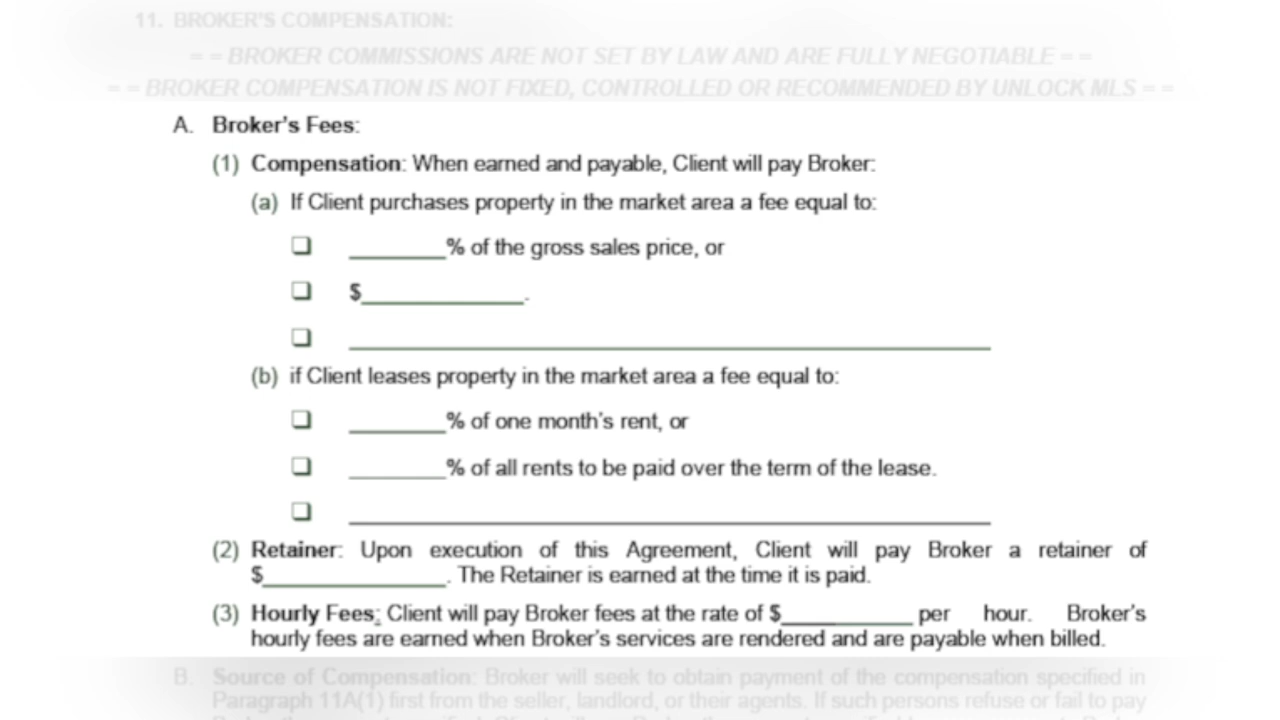 11. BROKER'S COMPENSATION:
= = BROKER COMMISSIONS ARE NOT SET BY LAW AND ARE FULLY NEGOTIABLE = =
= = BROKER COMPENSATION IS NOT FIXED, CONTROLLED OR RECOMMENDED BY UNLOCK MLS = =
A. Broker's Fees:
(1) Compensation: When earned and payable, Client will pay Broker:
(a) If Client purchases property in the market area a fee equal to:
❑ ________% of the gross sales price, or
❑ $______________.
❑ ______________________________
(b) if Client leases property in the market area a fee equal to:
❑ ________% of one month's rent, or
❑ ________% of all rents to be paid over the term of the lease.
❑ ______________________________
(2) Retainer: Upon execution of this Agreement, Client will pay Broker a retainer of
$________________. The Retainer is earned at the time it is paid.
(3) Hourly Fees: Client will pay Broker fees at the rate of $___________ per hour. Broker's
hourly fees are earned when Broker's services are rendered and are payable when billed.
B. Source of Compensation: Broker will seek to obtain payment of the compensation specified in
Paragraph 11A(1) first from the seller, landlord, or their agents. If such persons refuse or fail to pay